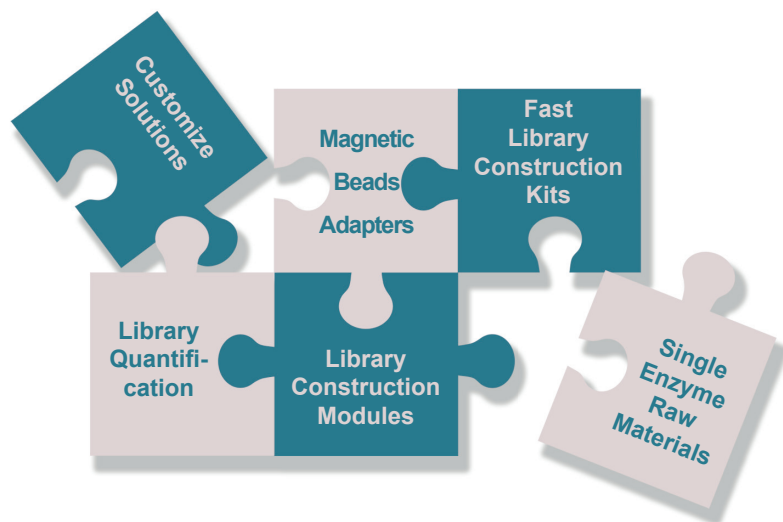 Customize
Solutions
Magnetic
Beads
Adapters
Fast
Library
Construction
Kits
Library
Quantifi-
cation
Library
Construction
Modules
Single
Enzyme
Raw
Materials